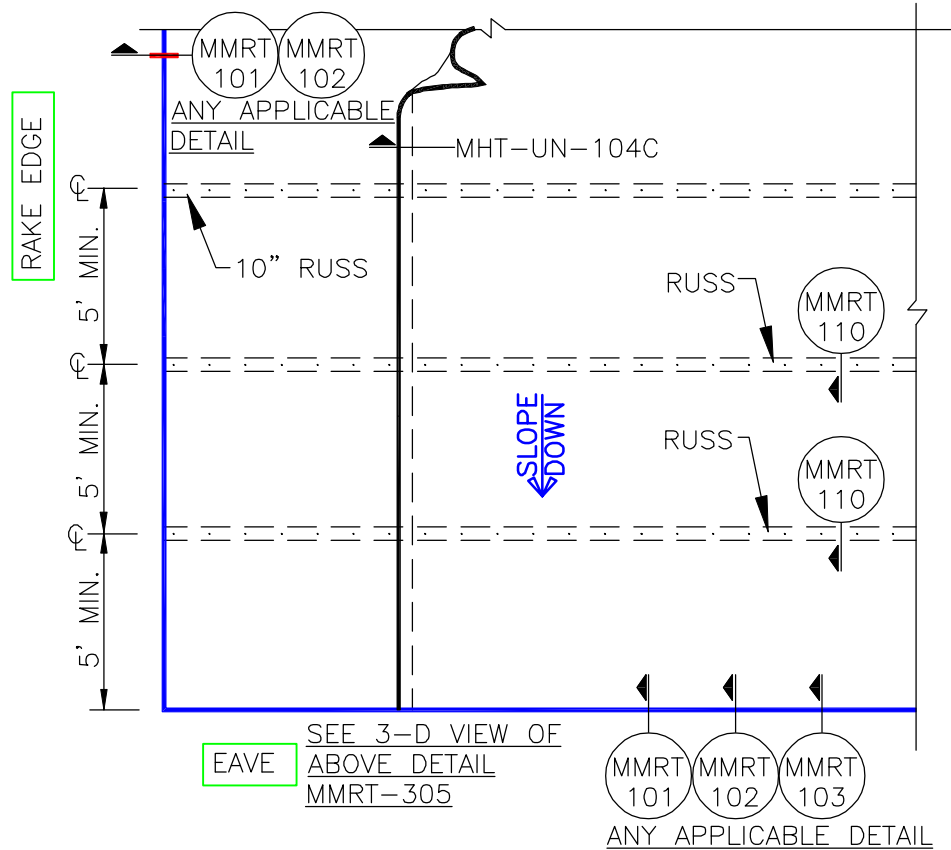 MMRT
101
MMRT
102
ANY APPLICABLE
DETAIL
MHT-UN-104C
RAKE EDGE
℄
5' MIN.
10" RUSS
RUSS
MMRT
110
℄
5' MIN.
SLOPE
DOWN
RUSS
MMRT
110
℄
5' MIN.
EAVE
SEE 3-D VIEW OF
ABOVE DETAIL
MMRT-305
MMRT
101
MMRT
102
MMRT
103
ANY APPLICABLE DETAIL